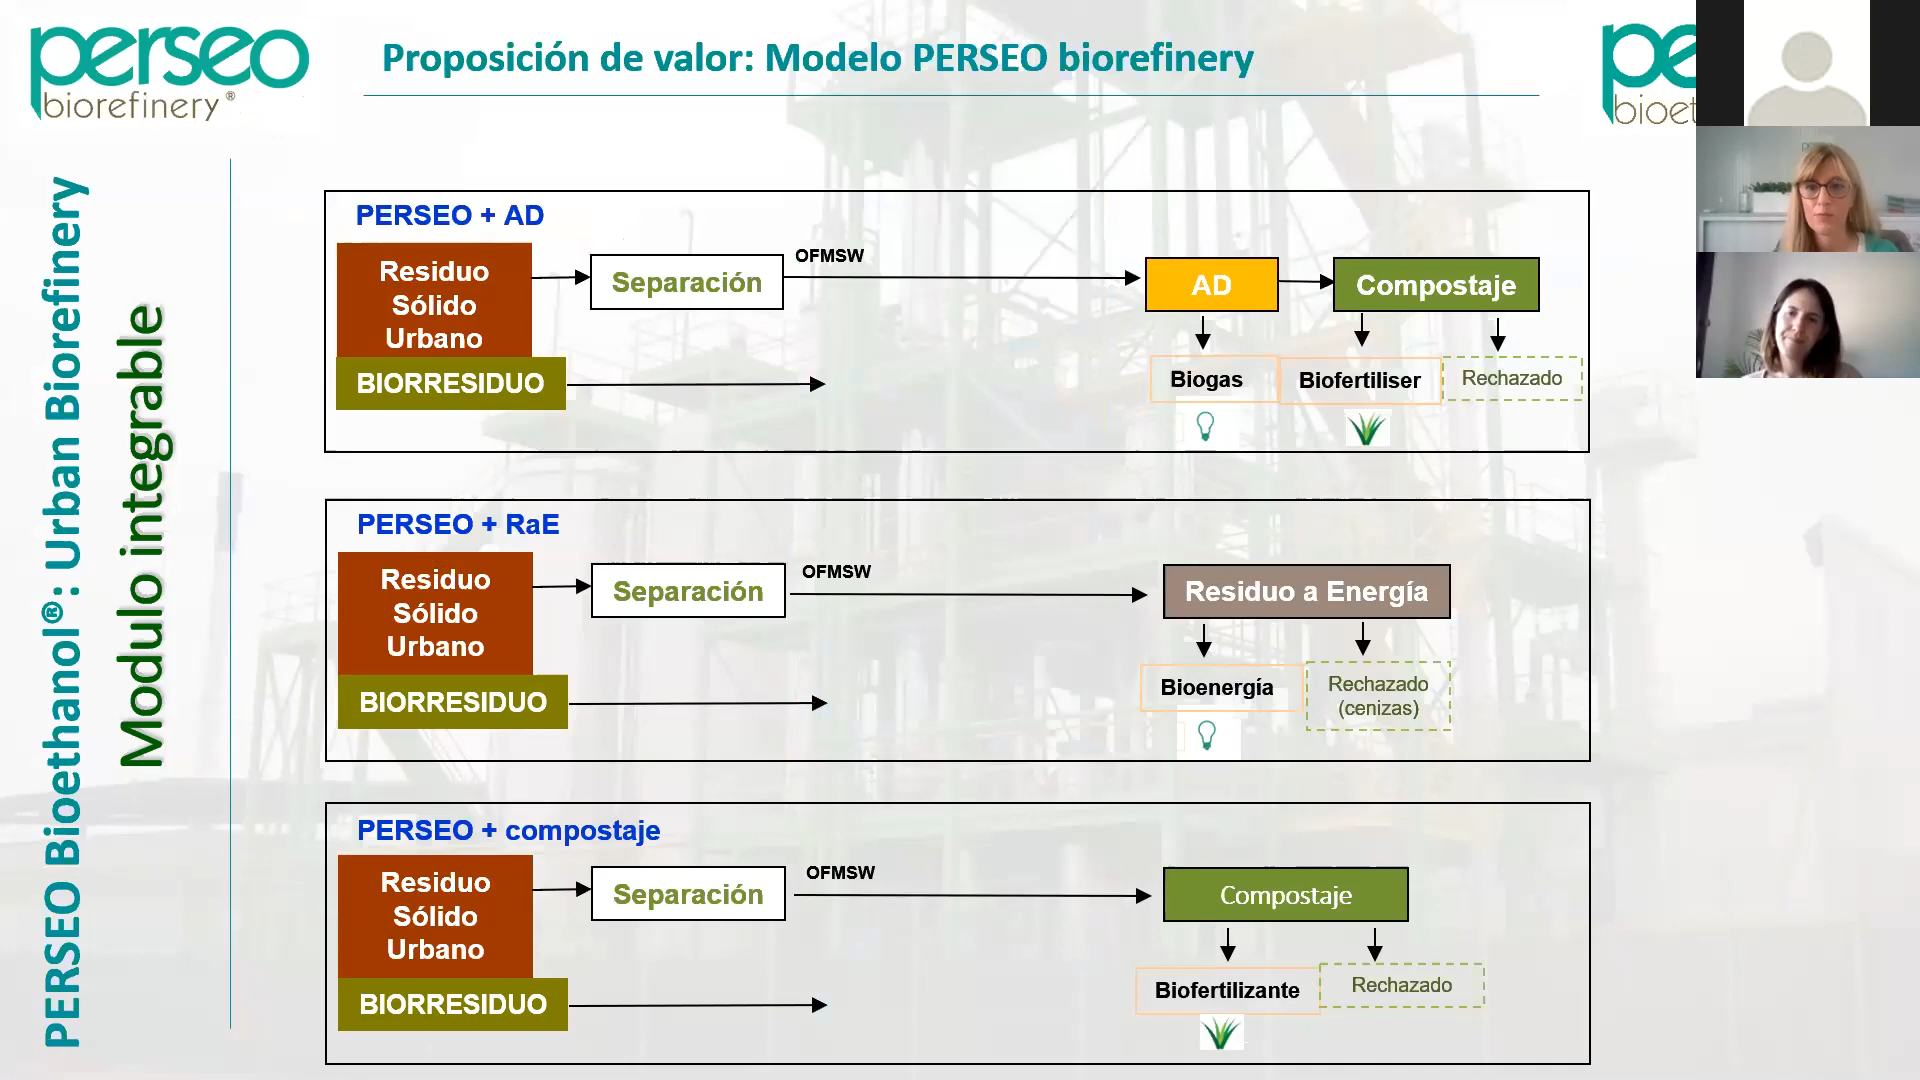 perseo
biorefinery®
Proposición de valor: Modelo PERSEO biorefinery
pe
bioet
PERSEO Bioethanol®: Urban Biorefinery
Modulo integrable
PERSEO + AD
Residuo
Sólido
Urbano
BIORRESIDUO
Separación
OFMSW
AD
Compostaje
Biogas
Biofertiliser
Rechazado
PERSEO + RaE
Residuo
Sólido
Urbano
BIORRESIDUO
Separación
OFMSW
Residuo a Energía
Bioenergía
Rechazado
(cenizas)
PERSEO + compostaje
Residuo
Sólido
Urbano
BIORRESIDUO
Separación
OFMSW
Compostaje
Biofertilizante
Rechazado